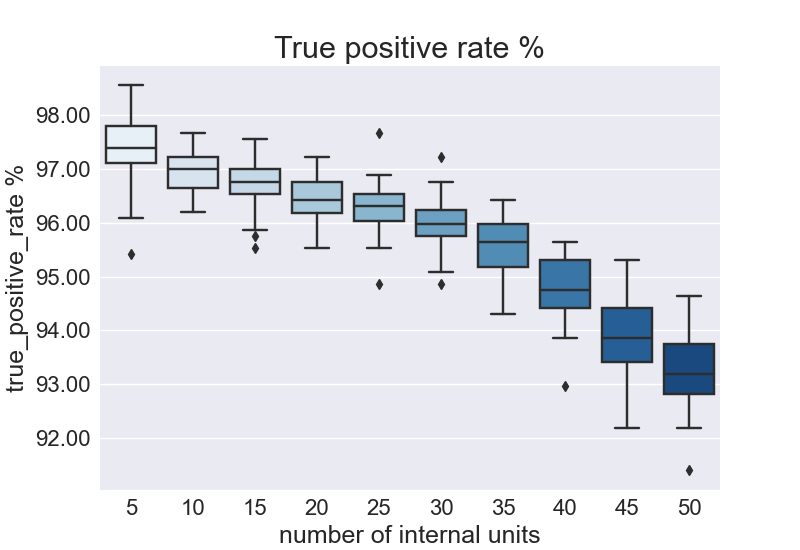 True positive rate %
true_positive_rate %
98.00
97.00
96.00
95.00
94.00
93.00
92.00
5 10 15 20 25 30 35 40 45 50
number of internal units